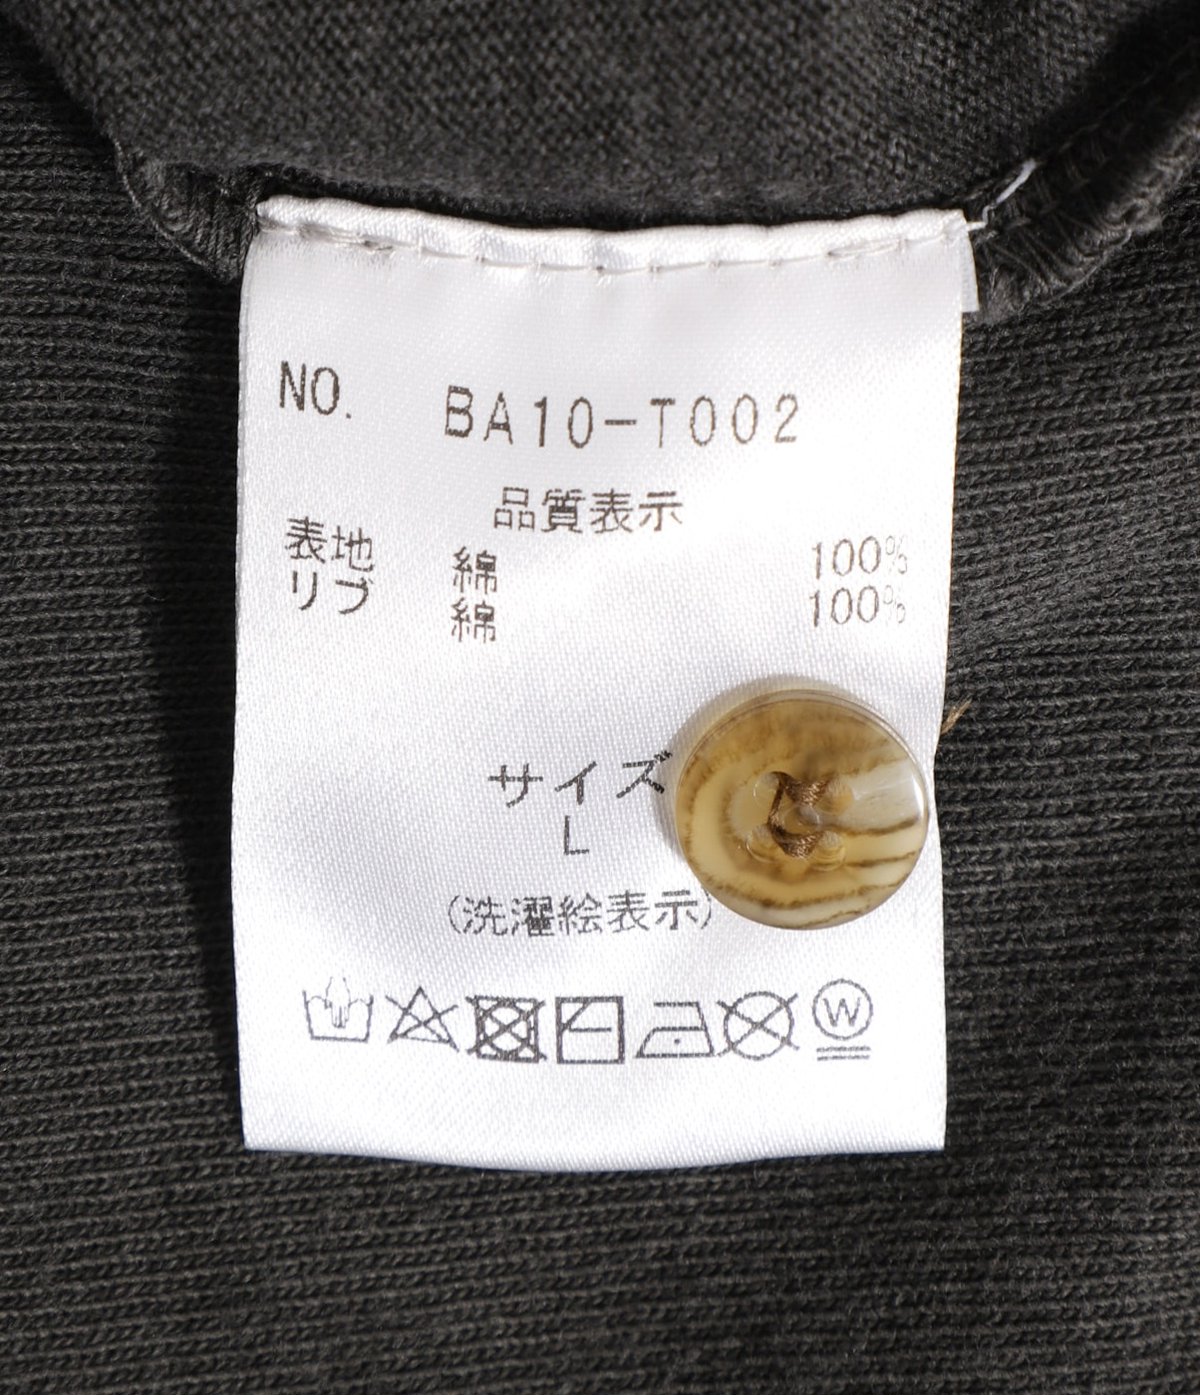 NO. BA10-T002
品質表示
表地 綿 100%
リブ 綿 100%
サイズ
L
(洗濯絵表示)
W